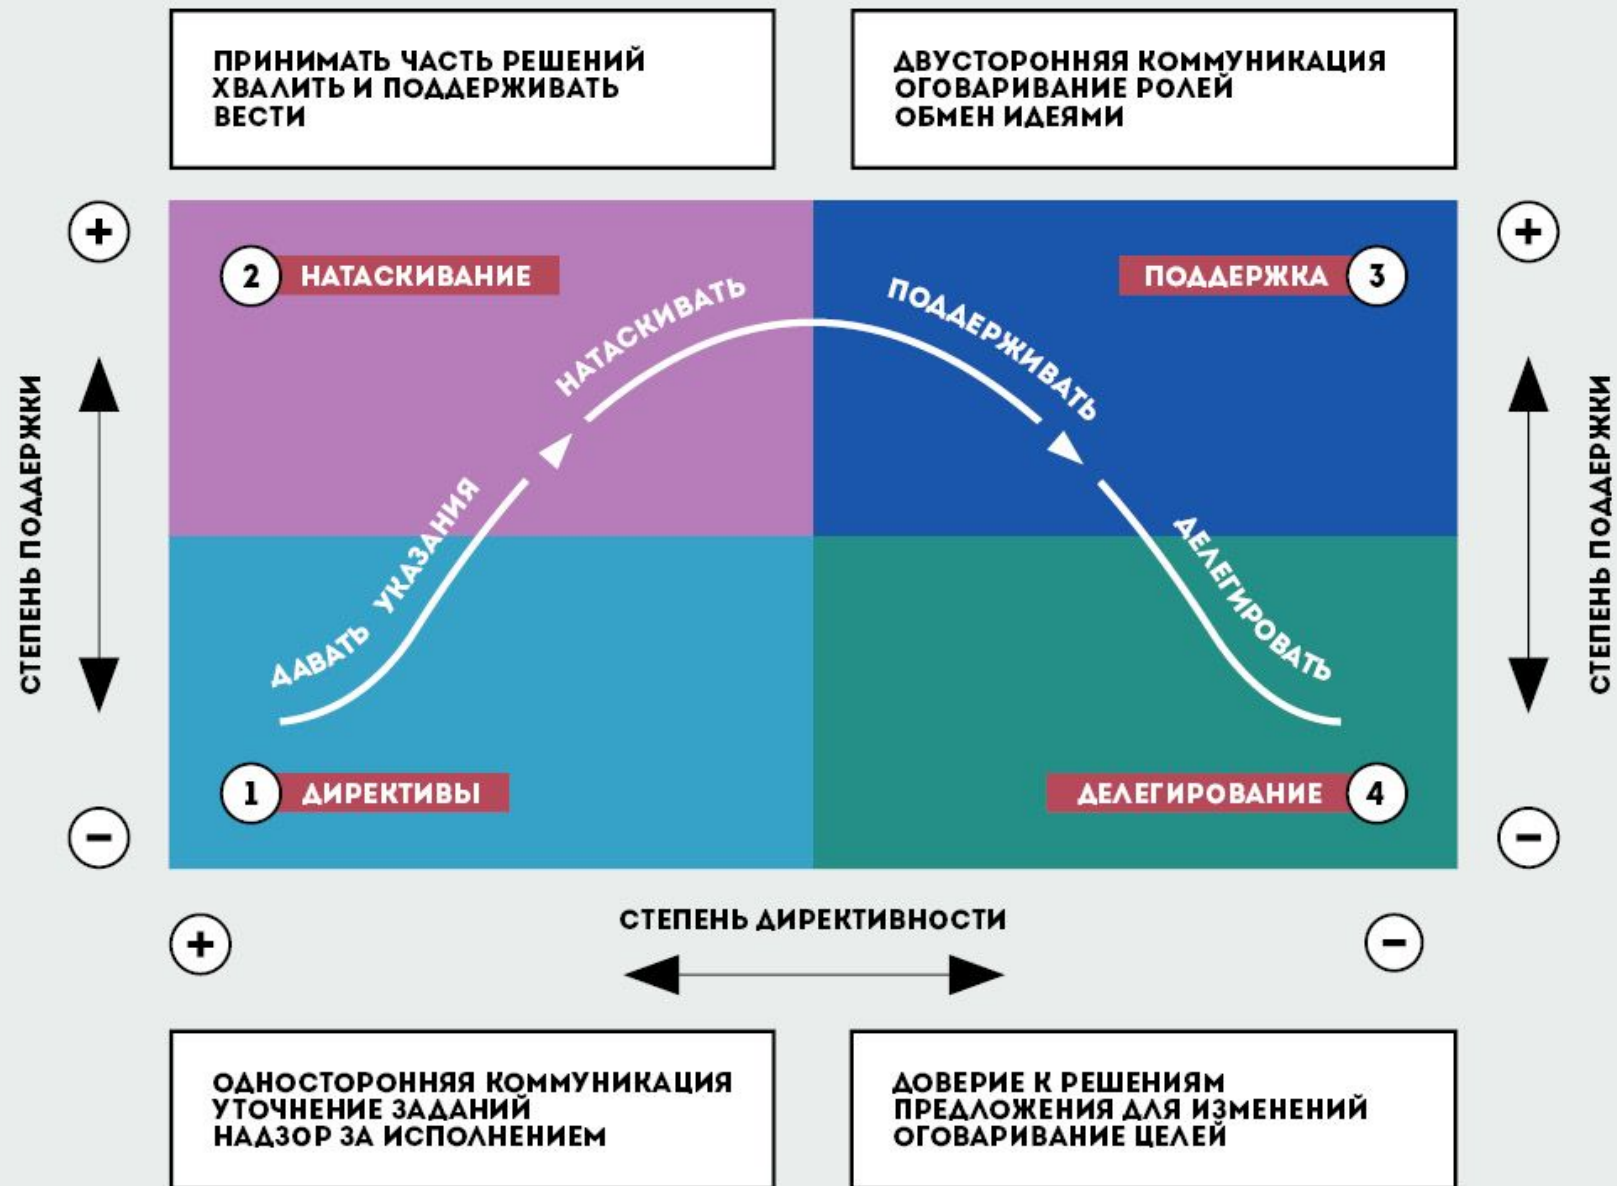 ПРИНИМАТЬ ЧАСТЬ РЕШЕНИЙ
ХВАЛИТЬ И ПОДДЕРЖИВАТЬ
ВЕСТИ
ДВУСТОРОННЯЯ КОММУНИКАЦИЯ
ОГОВАРИВАНИЕ РОЛЕЙ
ОБМЕН ИДЕЯМИ
+
+
2 НАТАСКИВАНИЕ
ПОДДЕРЖКА 3
НАТАСКИВАТЬ
ПОДДЕРЖИВАТЬ
СТЕПЕНЬ ПОДДЕРЖКИ
СТЕПЕНЬ ПОДДЕРЖКИ
ДАВАТЬ УКАЗАНИЯ
ДЕЛЕГИРОВАТЬ
1 ДИРЕКТИВЫ
ДЕЛЕГИРОВАНИЕ 4
−
−
СТЕПЕНЬ ДИРЕКТИВНОСТИ
+
−
ОДНОСТОРОННЯЯ КОММУНИКАЦИЯ
УТОЧНЕНИЕ ЗАДАНИЙ
НАДЗОР ЗА ИСПОЛНЕНИЕМ
ДОВЕРИЕ К РЕШЕНИЯМ
ПРЕДЛОЖЕНИЯ ДЛЯ ИЗМЕНЕНИЙ
ОГОВАРИВАНИЕ ЦЕЛЕЙ